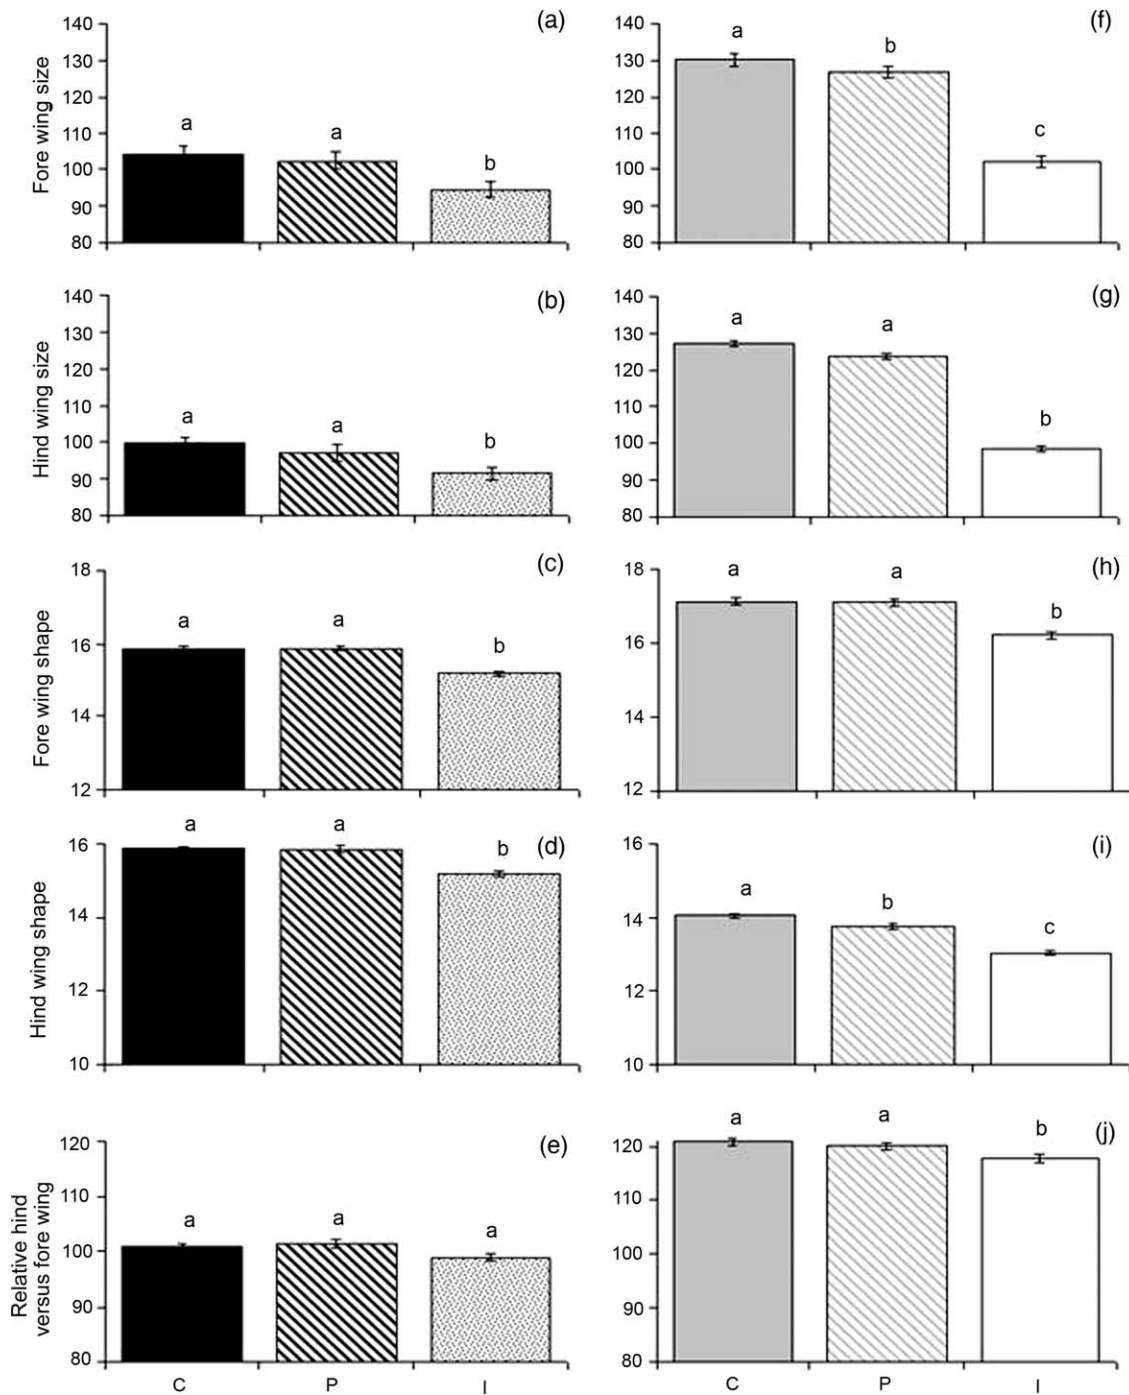 (a)
140
130
120
110
100
90
80
Fore wing size
a
a
b
(f)
140
130
120
110
100
90
80
a
b
c
(b)
140
130
120
110
100
90
80
Hind wing size
a
a
b
(g)
140
130
120
110
100
90
80
a
a
b
(c)
18
16
14
12
Fore wing shape
a
a
b
(h)
18
16
14
12
a
a
b
(d)
16
14
12
10
Hind wing shape
a
a
b
(i)
16
14
12
10
a
b
c
(e)
120
110
100
90
80
Relative hind
versus fore wing
a
a
a
C
P
I
(j)
120
110
100
90
80
a
a
b
C
P
I